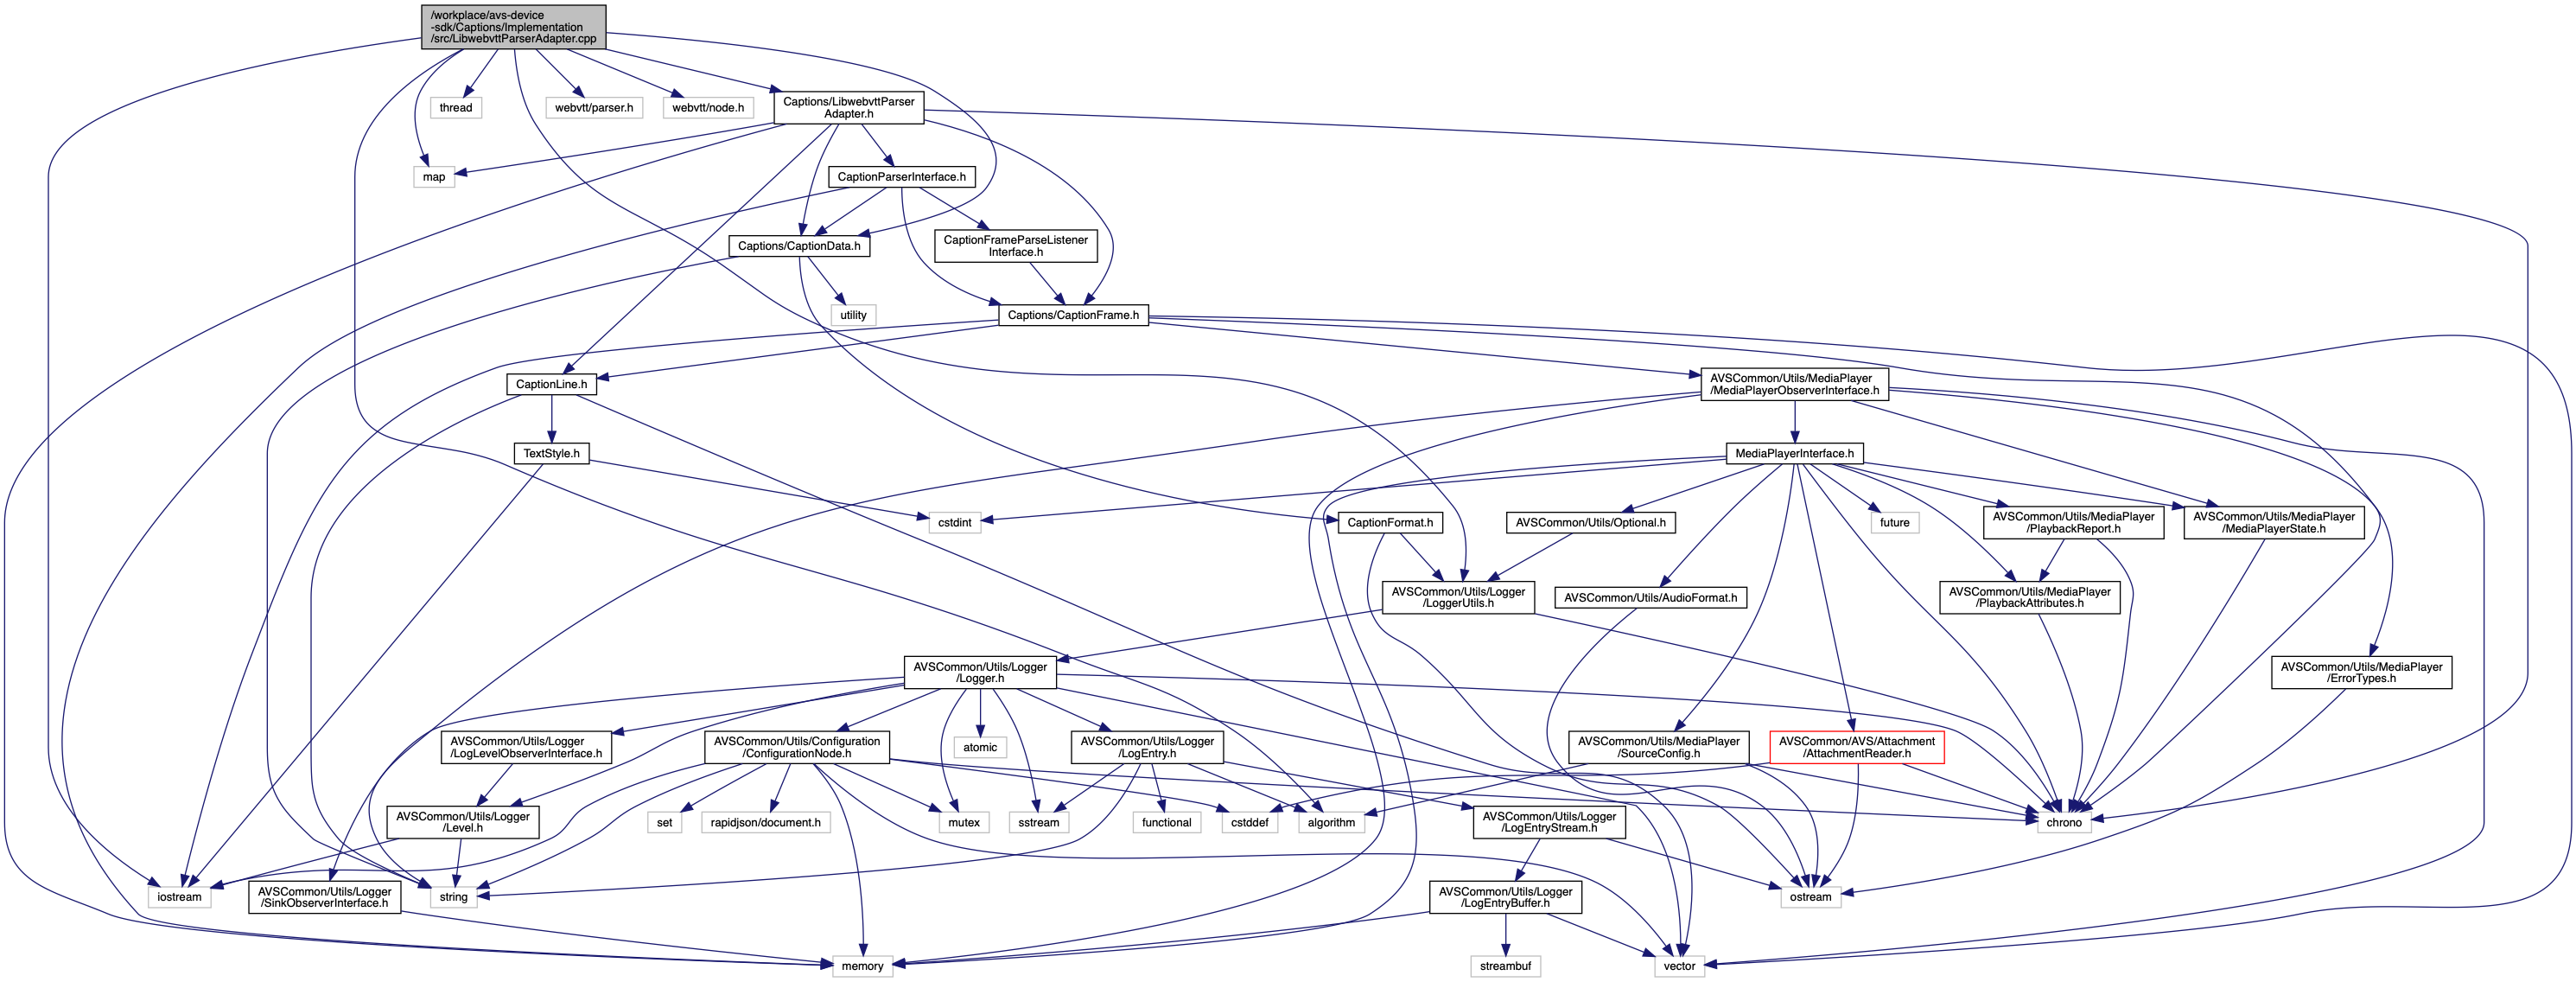 /workplace/avs-device
-sdk/Captions/Implementation
/src/LibwebvttParserAdapter.cpp
thread
webvtt/parser.h
webvtt/node.h
Captions/LibwebvttParser
Adapter.h
map
CaptionParserInterface.h
Captions/CaptionData.h
CaptionFrameParseListener
Interface.h
utility
Captions/CaptionFrame.h
CaptionLine.h
AVSCommon/Utils/MediaPlayer
/MediaPlayerObserverInterface.h
TextStyle.h
MediaPlayerInterface.h
cstdint
CaptionFormat.h
AVSCommon/Utils/Optional.h
future
AVSCommon/Utils/MediaPlayer
/PlaybackReport.h
AVSCommon/Utils/MediaPlayer
/MediaPlayerState.h
AVSCommon/Utils/Logger
/LoggerUtils.h
AVSCommon/Utils/AudioFormat.h
AVSCommon/Utils/MediaPlayer
/PlaybackAttributes.h
AVSCommon/Utils/Logger
/Logger.h
AVSCommon/Utils/MediaPlayer
/ErrorTypes.h
AVSCommon/Utils/Logger
/LogLevelObserverInterface.h
AVSCommon/Utils/Configuration
/ConfigurationNode.h
atomic
AVSCommon/Utils/Logger
/LogEntry.h
AVSCommon/Utils/MediaPlayer
/SourceConfig.h
AVSCommon/AVS/Attachment
/AttachmentReader.h
AVSCommon/Utils/Logger
/Level.h
set
rapidjson/document.h
mutex
sstream
functional
cstddef
algorithm
AVSCommon/Utils/Logger
/LogEntryStream.h
chrono
iostream
AVSCommon/Utils/Logger
/SinkObserverInterface.h
string
AVSCommon/Utils/Logger
/LogEntryBuffer.h
ostream
memory
streambuf
vector